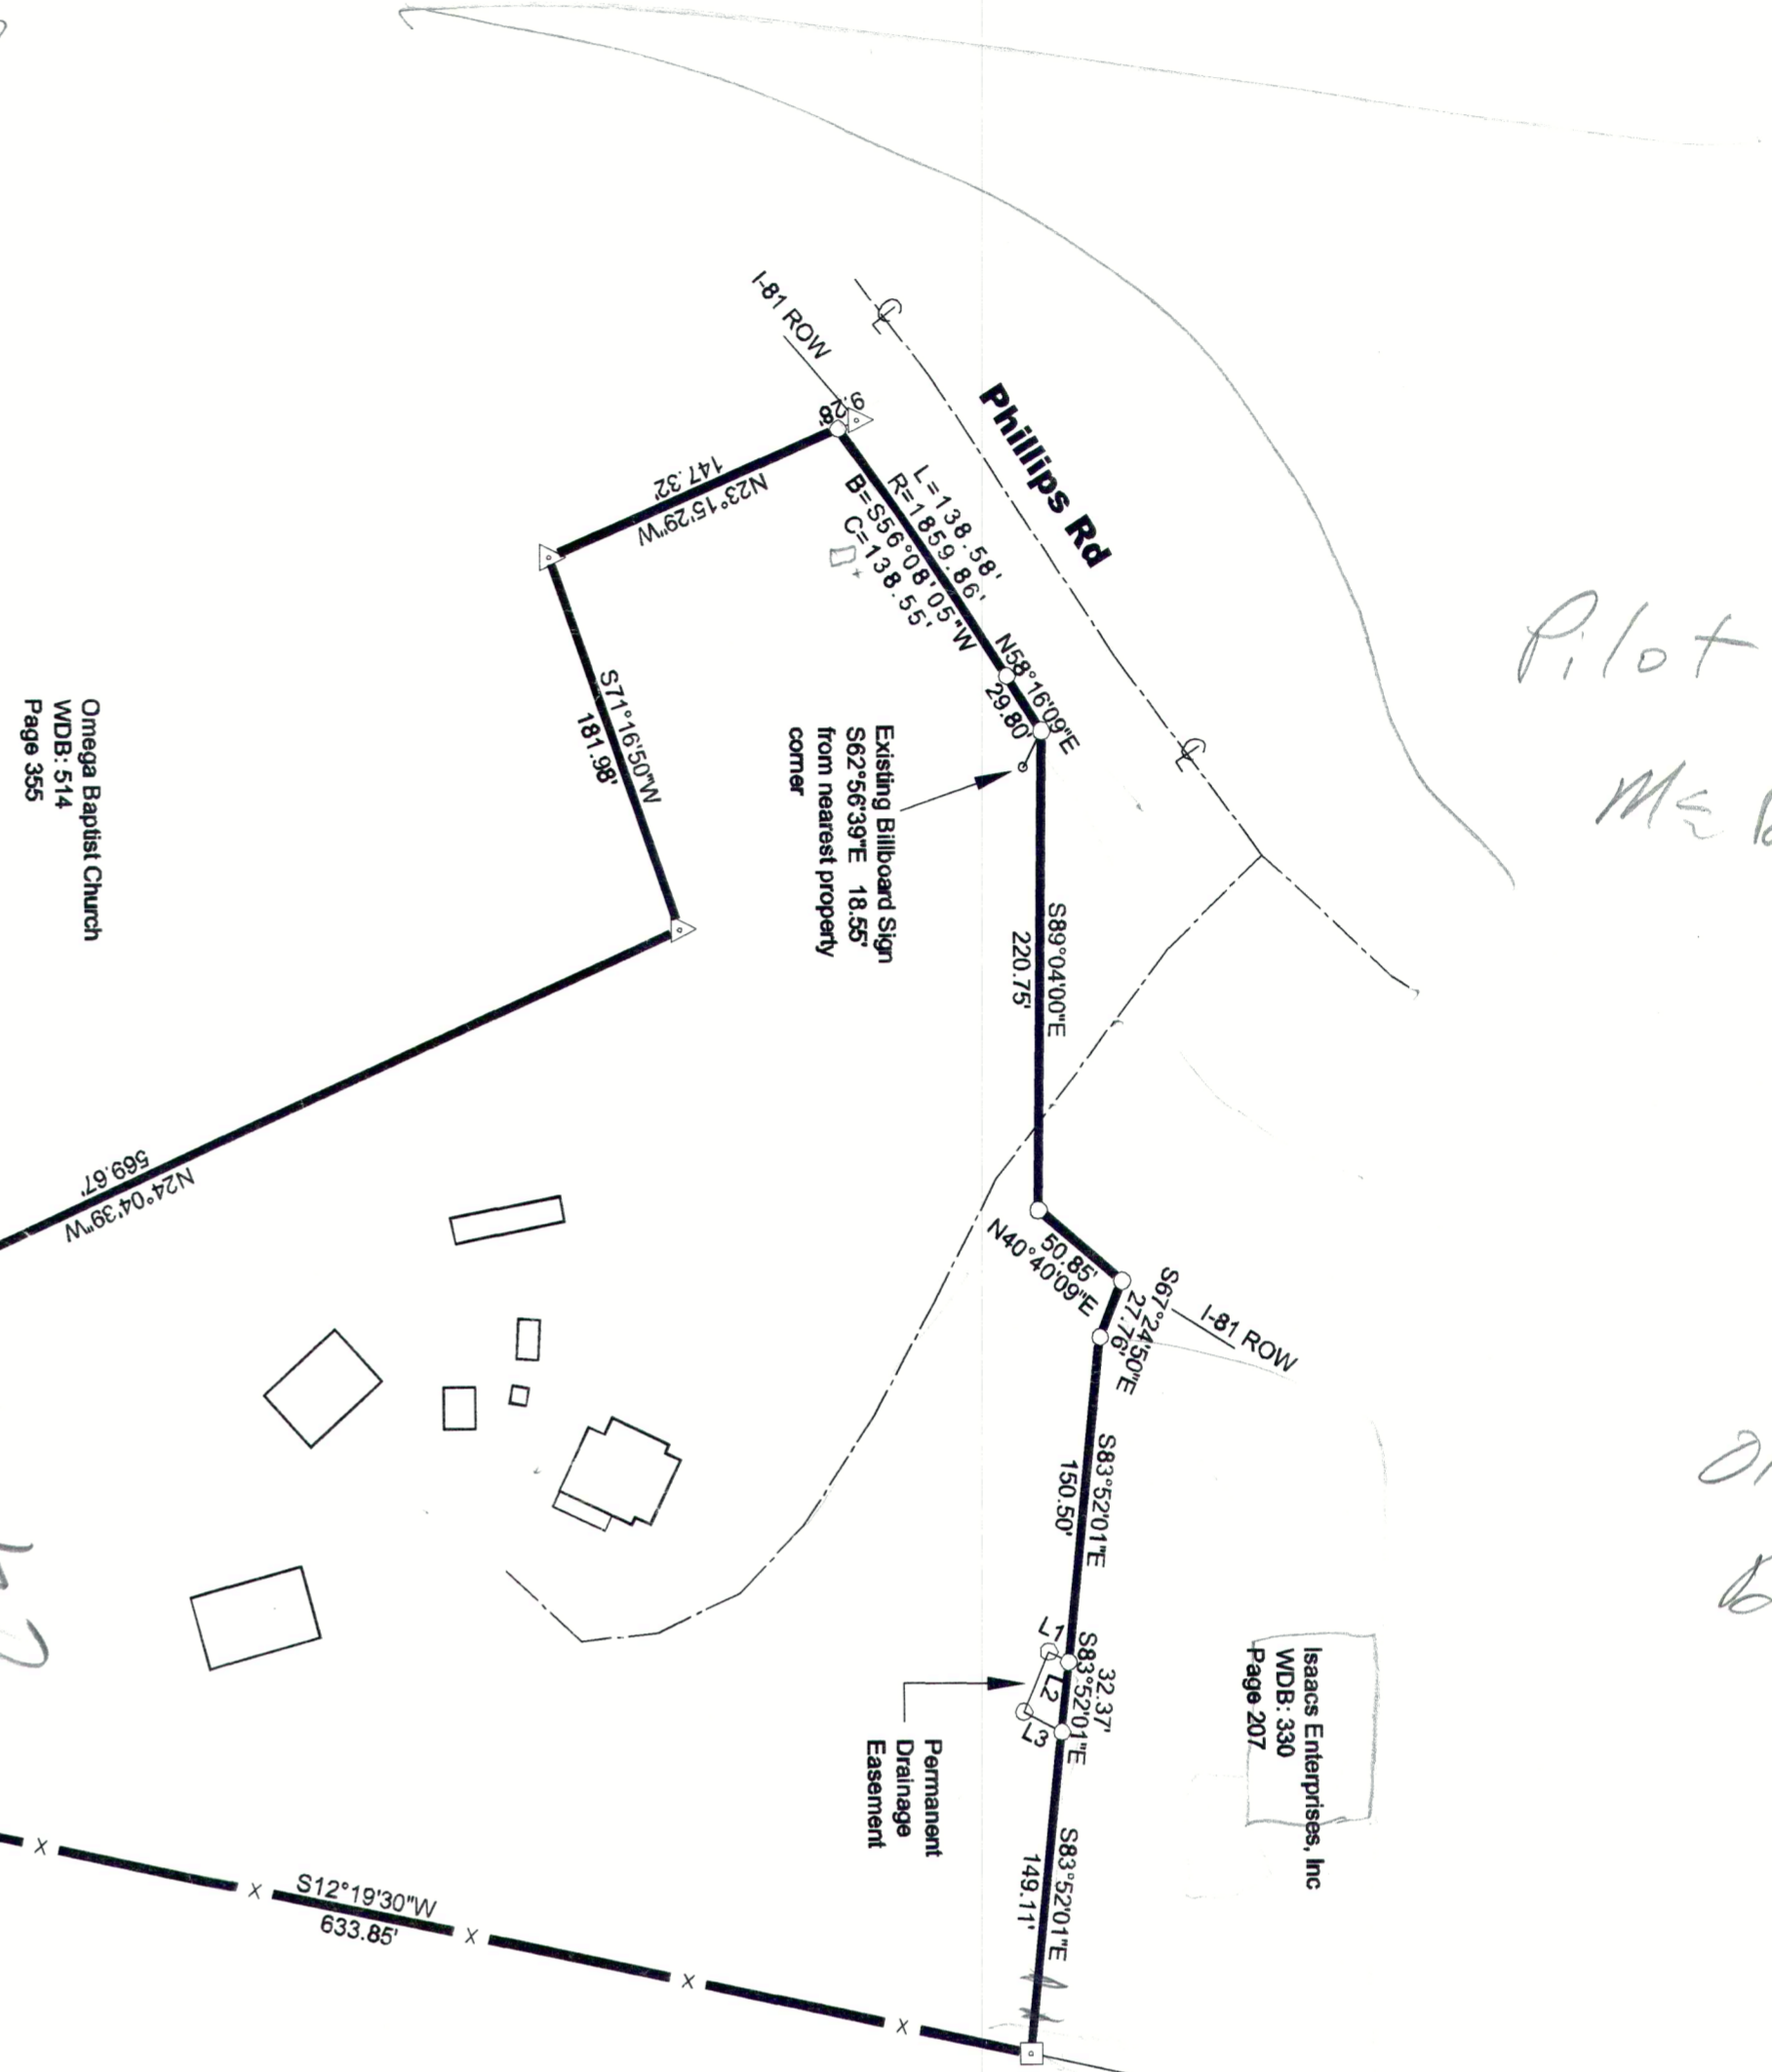 I-81 ROW
Phillips Rd
9.28'
N23°15'29"W
147.32'
L=138.58'
R=1859.86'
B=S56°08'05"W
C=138.55'
N58°16'09"E
29.80'
S71°16'50"W
181.98'
Existing Billboard Sign
S62°56'39"E 18.55'
from nearest property
corner
Omega Baptist Church
WDB: 514
Page 355
S89°04'00"E
220.75'
Pilot
N24°04'39"W
569.67'
50.85'
N40°40'09"E
S67°24'50"E
27.76'
I-81 ROW
S83°52'01"E
150.50'
L1
L2
L3
32.37'
S83°52'01"E
Isaacs Enterprises, Inc
WDB: 330
Page 207
Permanent
Drainage
Easement
S83°52'01"E
149.11'
S12°19'30"W
633.85'
X
X
X
X
X